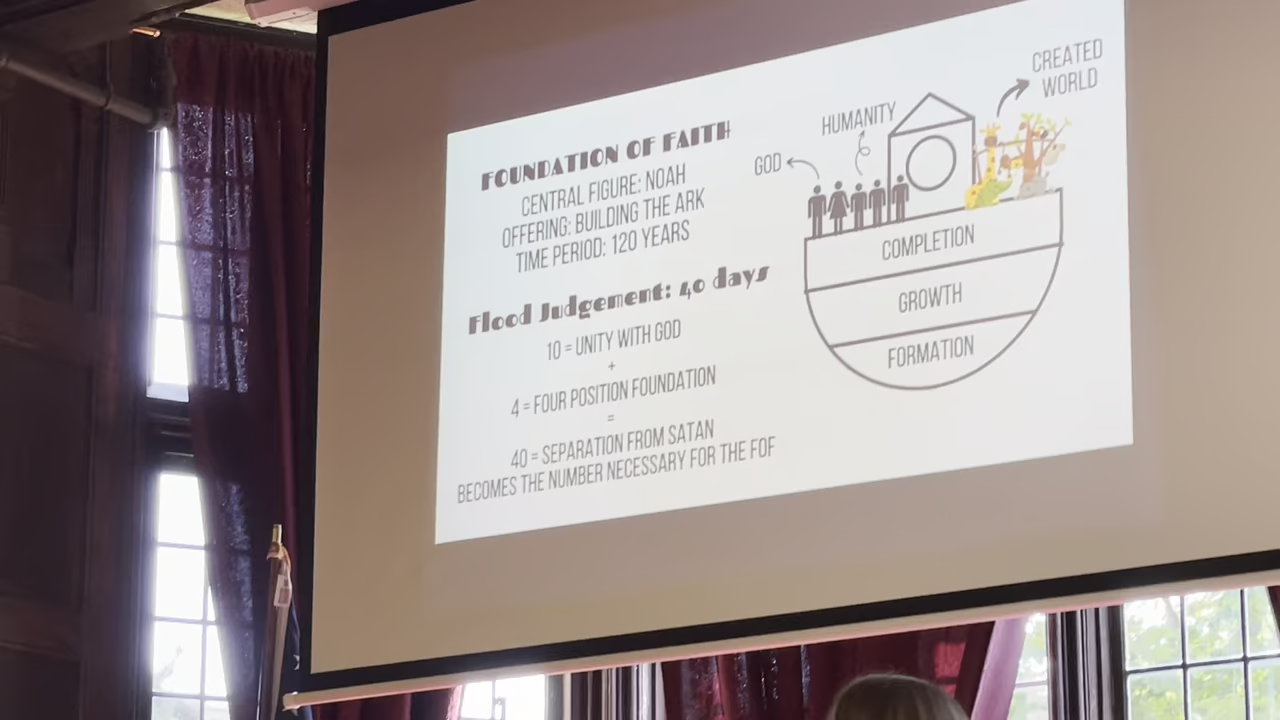 FOUNDATION OF FAITH
CENTRAL FIGURE: NOAH
OFFERING: BUILDING THE ARK
TIME PERIOD: 120 YEARS
Flood Judgement: 40 days
10 = UNITY WITH GOD
+
4 = FOUR POSITION FOUNDATION
=
40 = SEPARATION FROM SATAN
BECOMES THE NUMBER NECESSARY FOR THE FOF
GOD
HUMANITY
CREATED
WORLD
COMPLETION
GROWTH
FORMATION